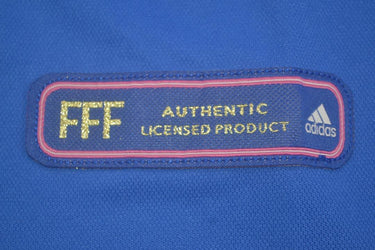 FFF
AUTHENTIC
LICENSED PRODUCT
adidas